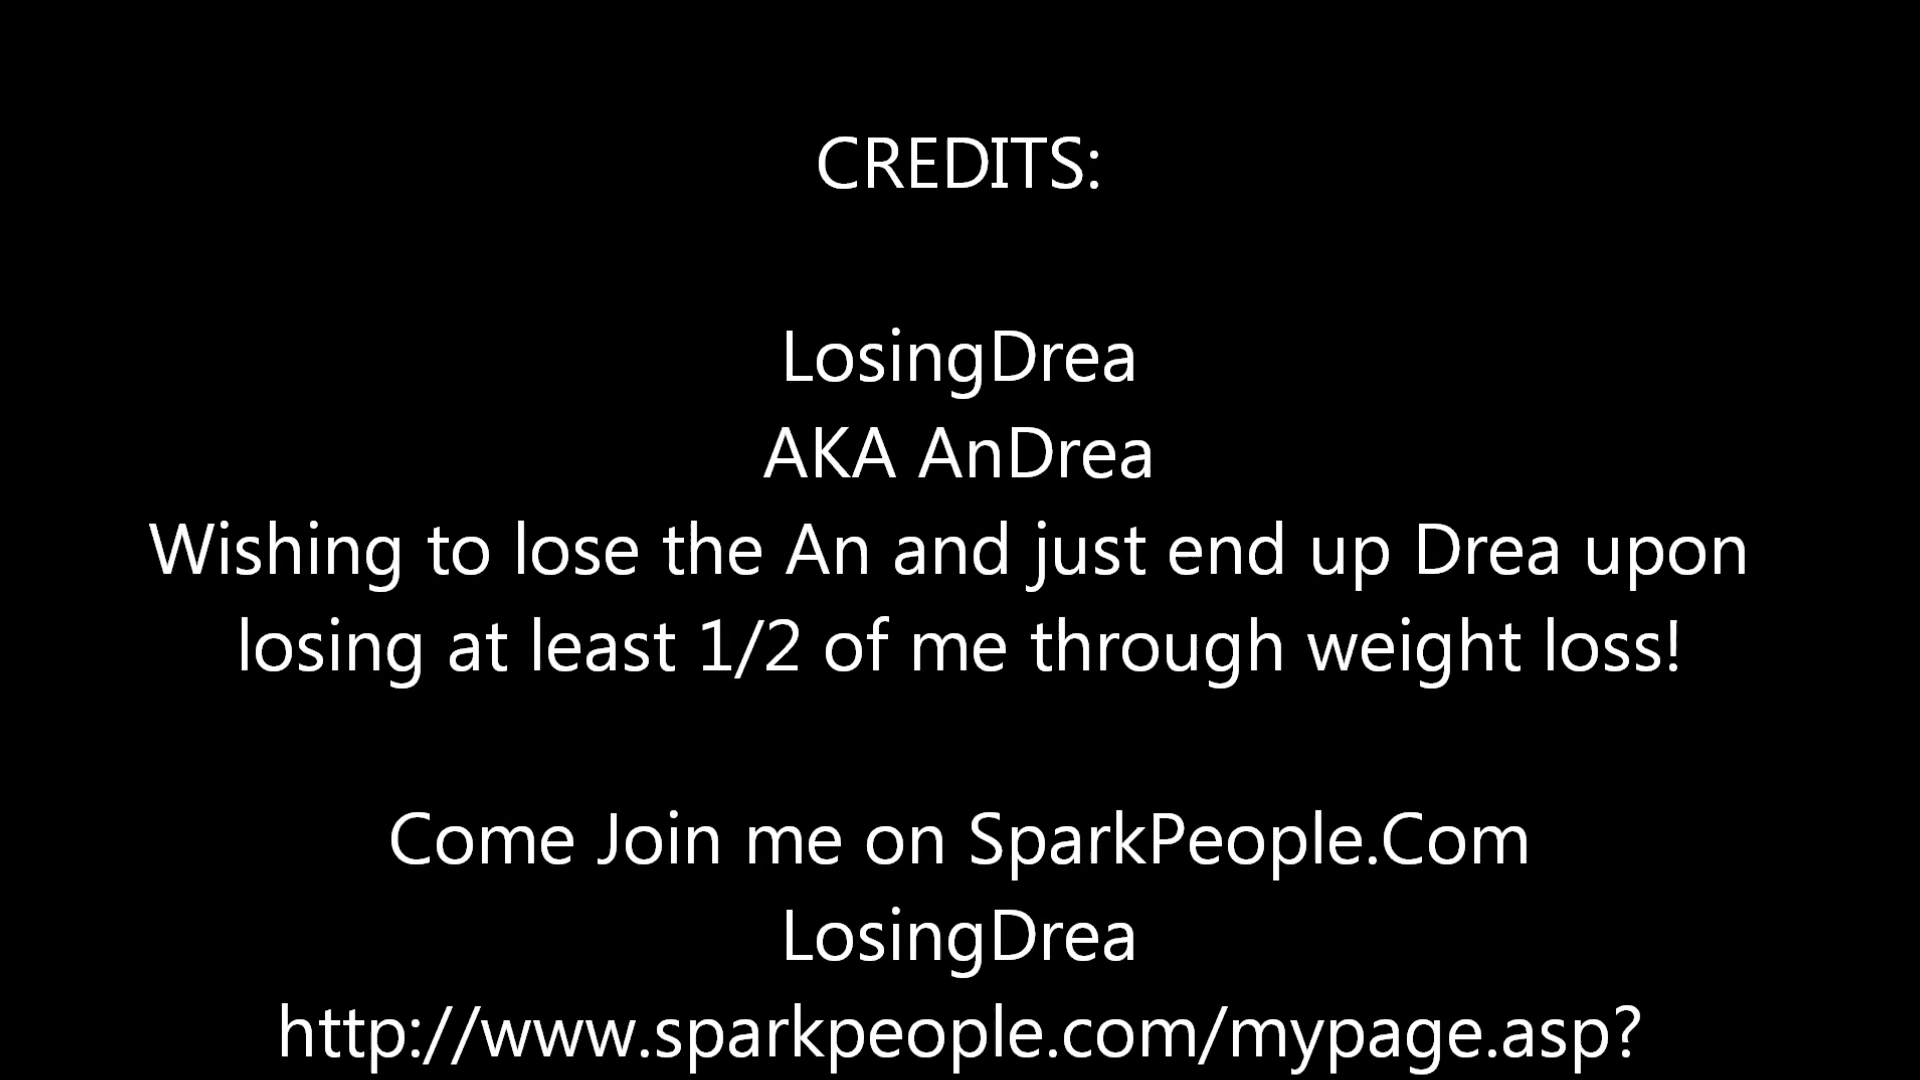 CREDITS:
LosingDrea
AKA AnDrea
Wishing to lose the An and just end up Drea upon
losing at least 1/2 of me through weight loss!
Come Join me on SparkPeople.Com
LosingDrea
http://www.sparkpeople.com/mypage.asp?